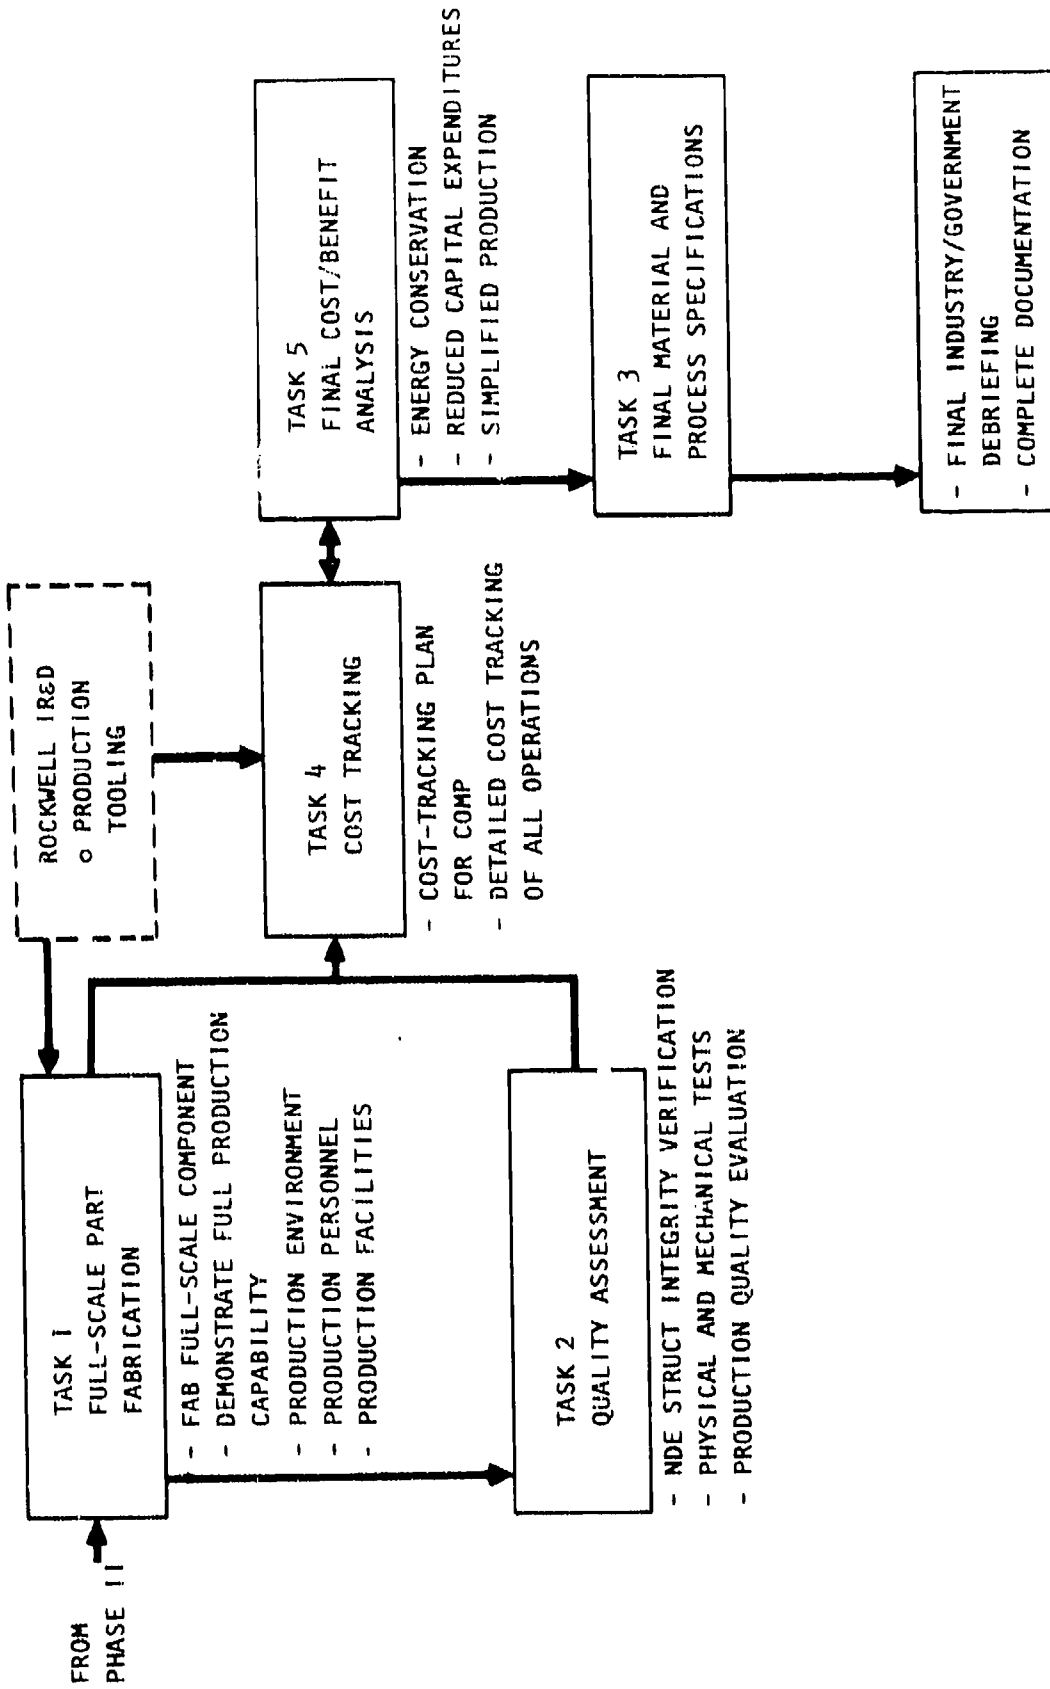 FROM
PHASE II
TASK 1
FULL-SCALE PART
FABRICATION
- FAB FULL-SCALE COMPONENT
- DEMONSTRATE FULL PRODUCTION
CAPABILITY
- PRODUCTION ENVIRONMENT
- PRODUCTION PERSONNEL
- PRODUCTION FACILITIES
TASK 2
QUALITY ASSESSMENT
- NDE STRUCT INTEGRITY VERIFICATION
- PHYSICAL AND MECHANICAL TESTS
- PRODUCTION QUALITY EVALUATION
ROCKWELL IR&D
o PRODUCTION
TOOLING
TASK 4
COST TRACKING
- COST-TRACKING PLAN
FOR COMP
- DETAILED COST TRACKING
OF ALL OPERATIONS
TASK 5
FINAL COST/BENEFIT
ANALYSIS
- ENERGY CONSERVATION
- REDUCED CAPITAL EXPENDITURES
- SIMPLIFIED PRODUCTION
TASK 3
FINAL MATERIAL AND
PROCESS SPECIFICATIONS
- FINAL INDUSTRY/GOVERNMENT
DEBRIEFING
- COMPLETE DOCUMENTATION